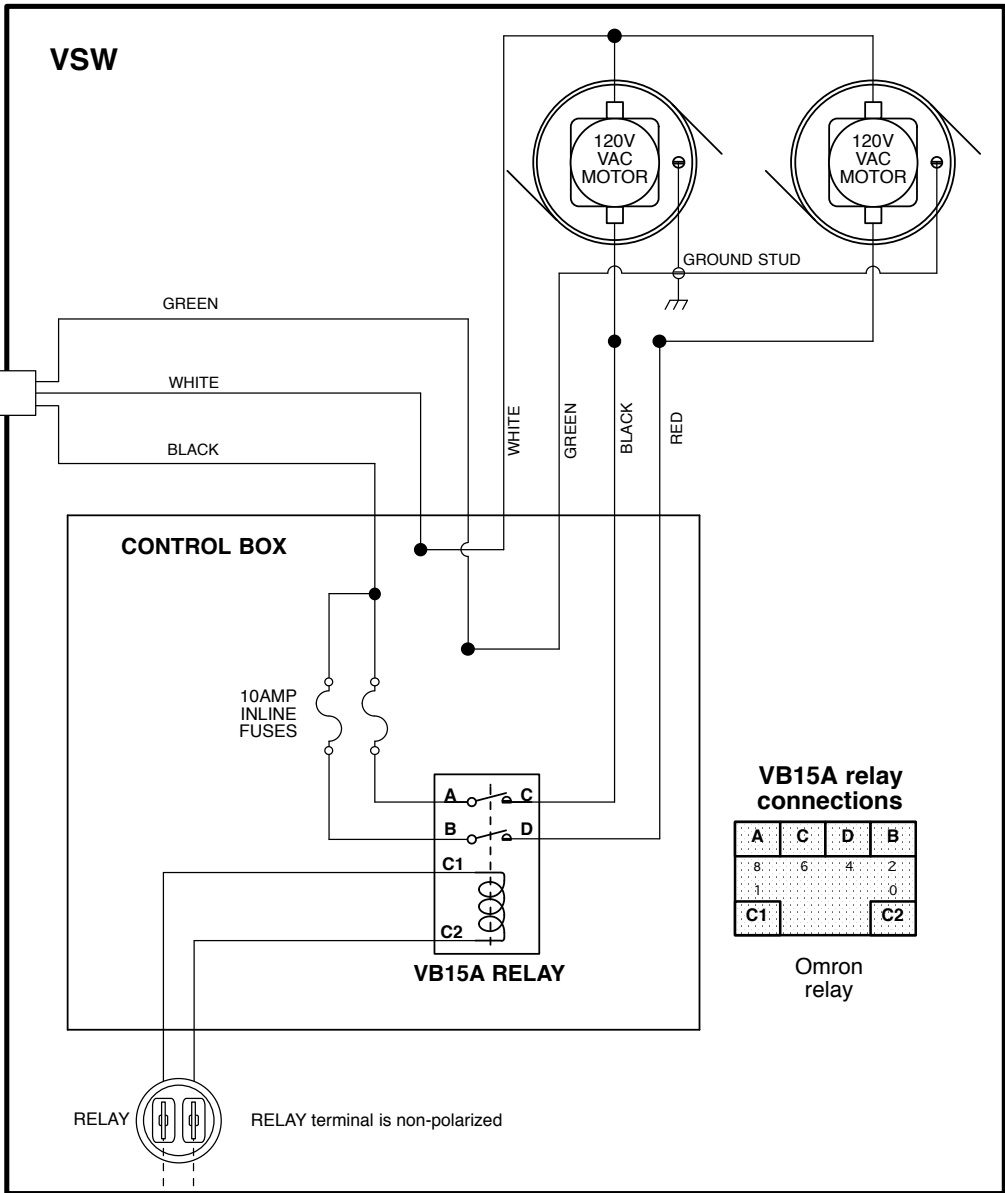 VSW
120V
VAC
MOTOR
120V
VAC
MOTOR
GROUND STUD
GREEN
WHITE
BLACK
WHITE
GREEN
BLACK
RED
CONTROL BOX
10AMP
INLINE
FUSES
A C
B D
C1
C2
VB15A RELAY
VB15A relay
connections
A C D B
8 6 4 2
1 0
C1 C2
Omron
relay
RELAY
RELAY terminal is non-polarized